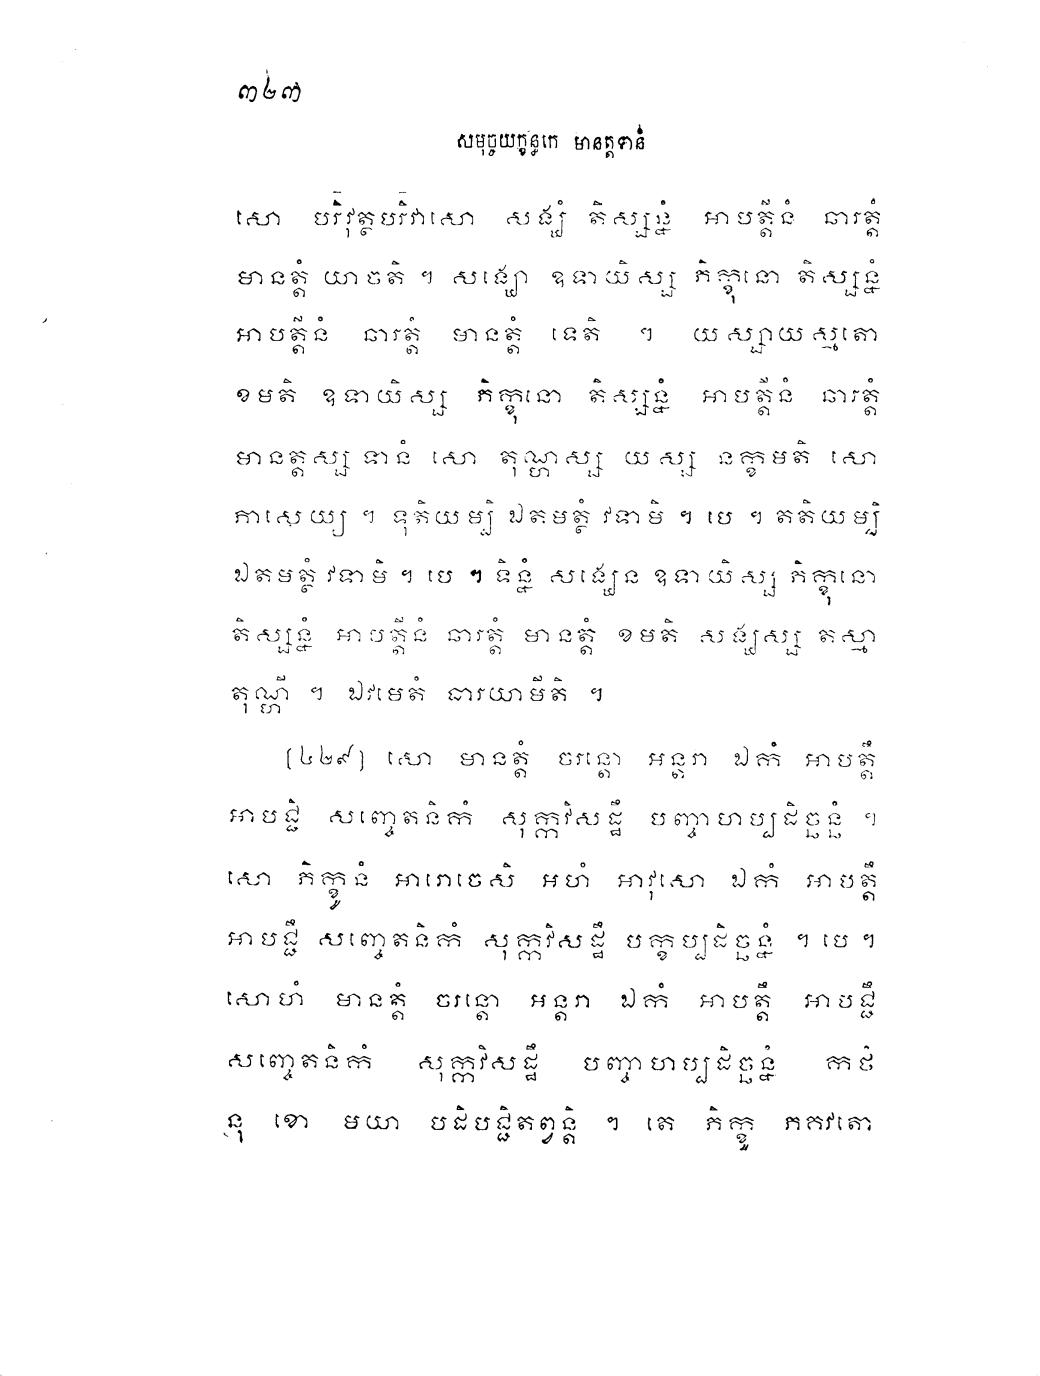 ៣៤៧
សមុច្ចយក្ខន្ធកេ មានត្តទានំ
សោ បរិវុត្ថបរិវាសោ សង្ឃំ តិស្សន្នំ អាបត្តីនំ ឆារត្តំ
មានត្តំ យាចតិ ។ សង្ឃោ ឧទាយិស្ស ភិក្ខុនោ តិស្សន្នំ
អាបត្តីនំ ឆារត្តំ មានត្តំ ទេតិ ។ យស្សាយស្មតោ
ខមតិ ឧទាយិស្ស ភិក្ខុនោ តិស្សន្នំ អាបត្តីនំ ឆារត្តំ
មានត្តស្ស ទានំ សោ តុណ្ហស្ស យស្ស នក្ខមតិ សោ
ភាសេយ្យ ។ ទុតិយម្បិ ឯតមត្ថំ វទាមិ ។ បេ ។ តតិយម្បិ
ឯតមត្ថំ វទាមិ ។ បេ ។ ទិន្នំ សង្ឃេន ឧទាយិស្ស ភិក្ខុនោ
តិស្សន្នំ អាបត្តីនំ ឆារត្តំ មានត្តំ ខមតិ សង្ឃស្ស តស្មា
តុណ្ហី ។ ឯវមេតំ ធារយាមីតិ ។
[៤២៩] សោ មានត្តំ ចរន្តោ អន្តរា ឯកំ អាបត្តឹ
អាបជ្ជិ សញ្ចេតនិកំ សុក្កវិសដ្ឋឹ បញ្ចាហប្បដិច្ឆន្នំ ។
សោ ភិក្ខូនំ អារោចេសិ អហំ អាវុសោ ឯកំ អាបត្តឹ
អាបជ្ជឹ សញ្ចេតនិកំ សុក្កវិសដ្ឋឹ បក្ខប្បដិច្ឆន្នំ ។ បេ ។
សោហំ មានត្តំ ចរន្តោ អន្តរា ឯកំ អាបត្តឹ អាបជ្ជឹ
សញ្ចេតនិកំ សុក្កវិសដ្ឋឹ បញ្ចាហប្បដិច្ឆន្នំ កថំ
នុ ខោ មយា បដិបជ្ជិតព្វន្តិ ។ តេ ភិក្ខូ ភគវតោ